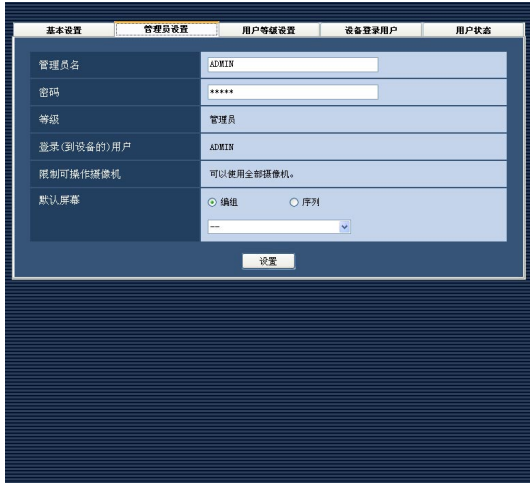 基本设置 管理员设置 用户等级设置 设备登录用户 用户状态
管理员名 ADMIN
密码 *****
等级 管理员
登录(到设备的)用户 ADMIN
限制可操作摄像机 可以使用全部摄像机。
默认屏幕 编组 序列
--
设置